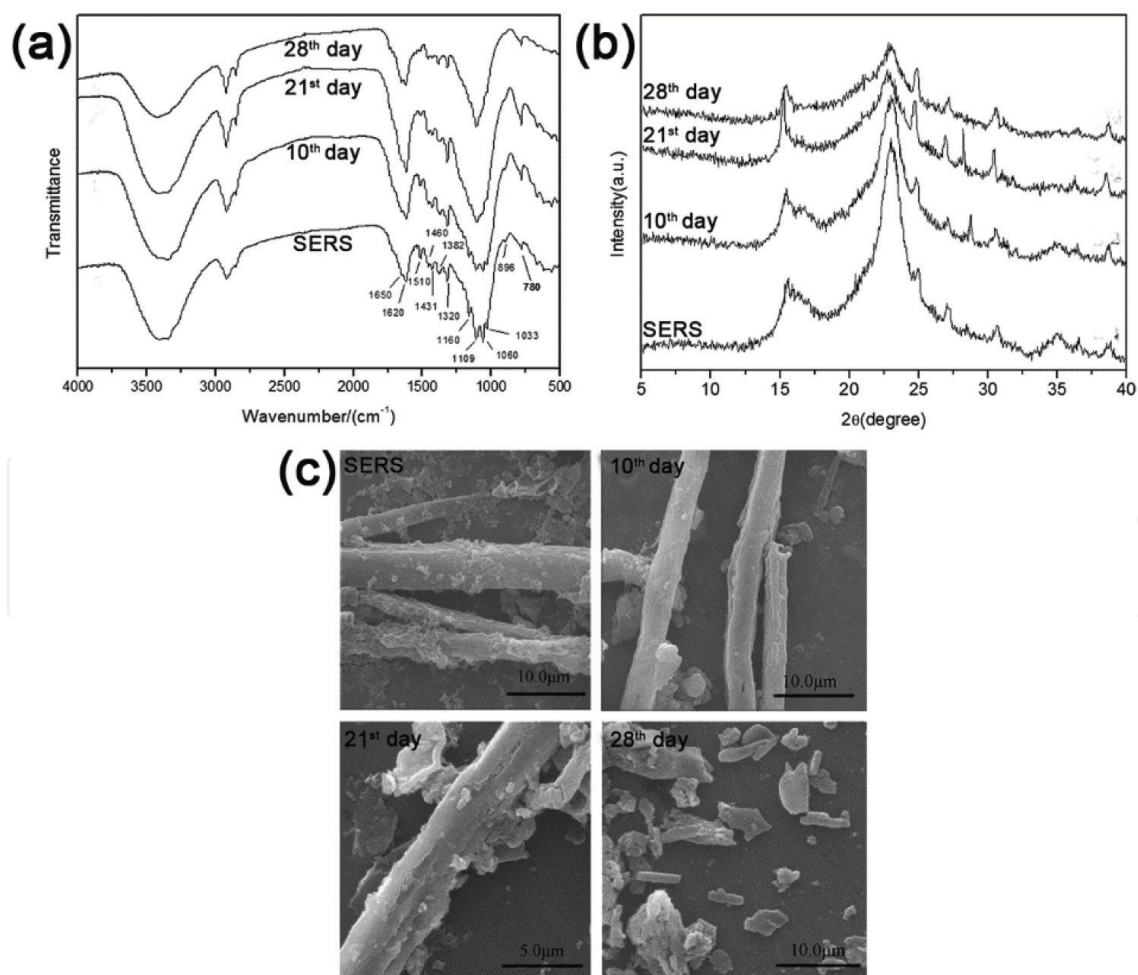 (a)
28th day
21st day
10th day
SERS
1460
1382
896
780
1650
1510
1620
1431
1320
1160
1033
1109
1060
Transmittance
4000 3500 3000 2500 2000 1500 1000 500
Wavenumber/(cm-1)
(b)
28th day
21st day
10th day
SERS
Intensity(a.u.)
5 10 15 20 25 30 35 40
2θ(degree)
(c)
SERS
10.0μm
10th day
10.0μm
21st day
5.0μm
28th day
10.0μm